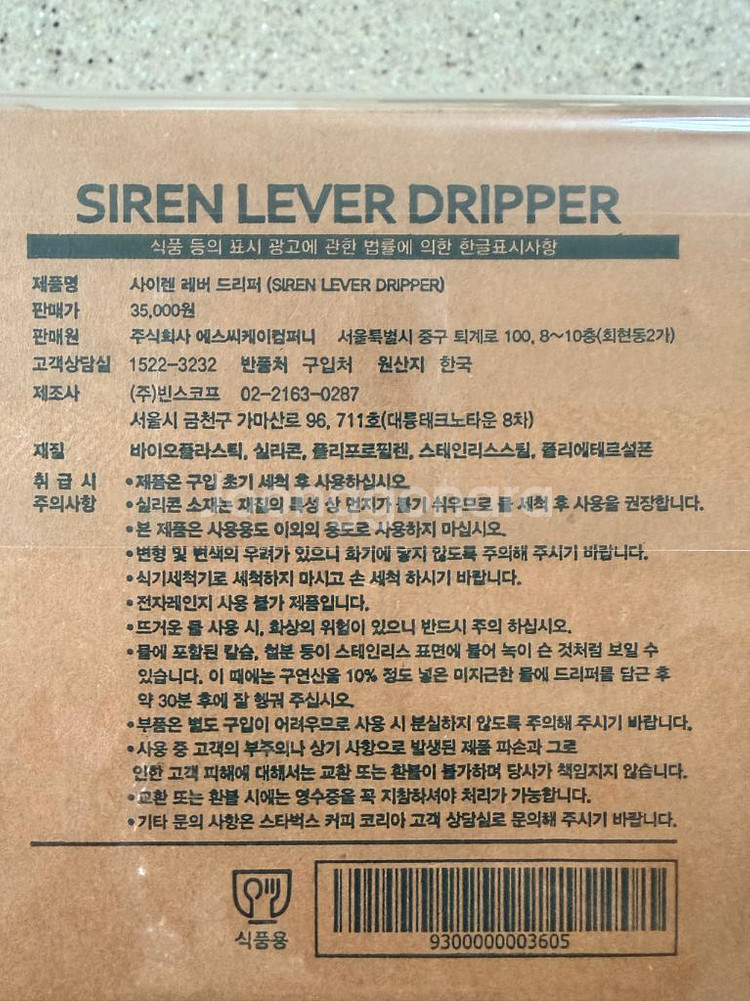 SIREN LEVER DRIPPER
식품 등의 표시 광고에 관한 법률에 의한 한글표시사항
제품명 사이렌 레버 드리퍼 (SIREN LEVER DRIPPER)
판매가 35,000원
판매원 주식회사 에스씨케이컴퍼니 서울특별시 중구 퇴계로 100, 8~10층(회현동2가)
고객상담실 1522-3232 반품처 구입처 원산지 한국
제조사 (주)빈스코프 02-2163-0287
서울시 금천구 가마산로 96, 711호(대륭테크노타운 8차)
재질 바이오플라스틱, 실리콘, 폴리프로필렌, 스테인리스스틸, 폴리에테르설폰
취 급 시 •제품은 구입 초기 세척 후 사용하십시오.
주의사항 •실리콘 소재는 재질의 특성 상 먼지가 붙기 쉬우므로 물 세척 후 사용을 권장합니다.
•본 제품은 사용용도 이외의 용도로 사용하지 마십시오.
•변형 및 변색의 우려가 있으니 화기에 닿지 않도록 주의해 주시기 바랍니다.
•식기세척기로 세척하지 마시고 손 세척 하시기 바랍니다.
•전자레인지 사용 불가 제품입니다.
•뜨거운 물 사용 시, 화상의 위험이 있으니 반드시 주의 하십시오.
•물에 포함된 칼슘, 철분 등이 스테인리스 표면에 붙어 녹이 슨 것처럼 보일 수
있습니다. 이 때에는 구연산을 10% 정도 넣은 미지근한 물에 드리퍼를 담근 후
약 30분 후에 잘 헹궈 주십시오.
•부품은 별도 구입이 어려우므로 사용 시 분실하지 않도록 주의해 주시기 바랍니다.
•사용 중 고객의 부주의나 상기 사항으로 발생된 제품 파손과 그로
인한 고객 피해에 대해서는 교환 또는 환불이 불가하며 당사가 책임지지 않습니다.
•교환 또는 환불 시에는 영수증을 꼭 지참하셔야 처리가 가능합니다.
•기타 문의 사항은 스타벅스 커피 코리아 고객 상담실로 문의해 주시기 바랍니다.
식품용
9300000003605